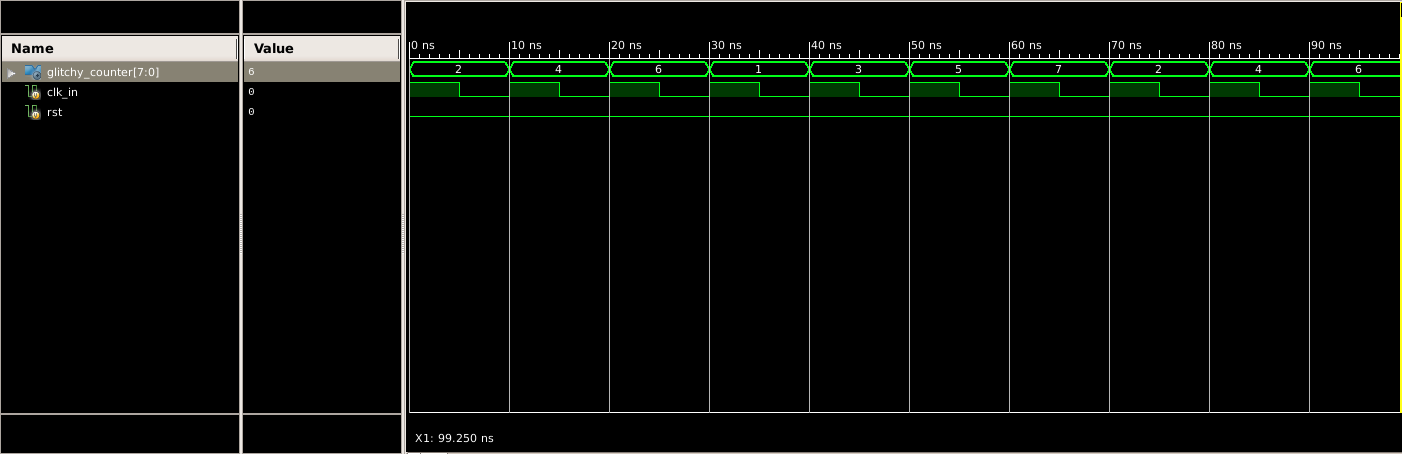 Name Value
0 ns 10 ns 20 ns 30 ns 40 ns 50 ns 60 ns 70 ns 80 ns 90 ns
glitchy_counter[7:0] 6 2 4 6 1 3 5 7 2 4 6
clk_in 0
rst 0
X1: 99.250 ns